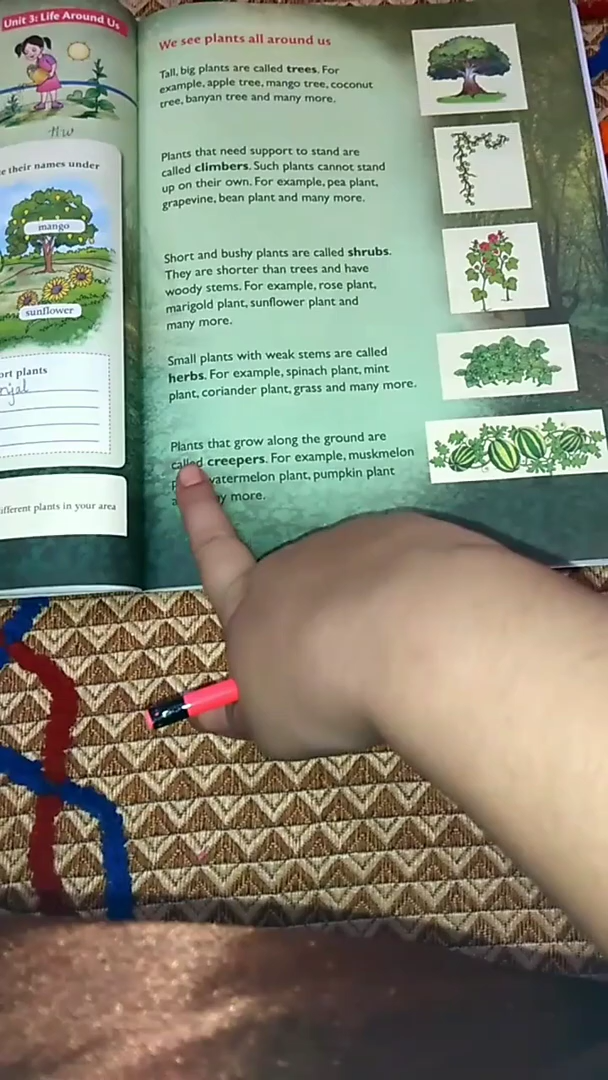 Unit 3: Life Around Us
HW
e their names under
mango
sunflower
ort plants
njal
ifferent plants in your area
We see plants all around us
Tall, big plants are called trees. For
example, apple tree, mango tree, coconut
tree, banyan tree and many more.
Plants that need support to stand are
called climbers. Such plants cannot stand
up on their own. For example, pea plant,
grapevine, bean plant and many more.
Short and bushy plants are called shrubs.
They are shorter than trees and have
woody stems. For example, rose plant,
marigold plant, sunflower plant and
many more.
Small plants with weak stems are called
herbs. For example, spinach plant, mint
plant, coriander plant, grass and many more.
Plants that grow along the ground are
called creepers. For example, muskmelon
watermelon plant, pumpkin plant
more.